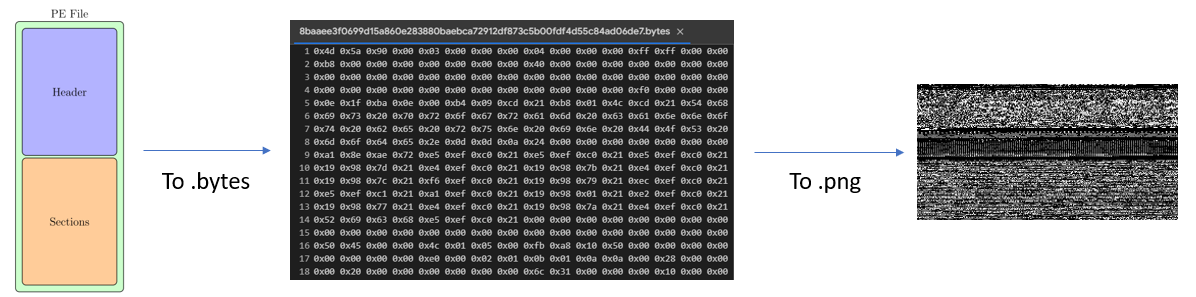 PE File
Header
Sections
To .bytes
8baaee3f0699d15a860e283880baebca72912df873c5b00fdf4d55c84ad06de7.bytes ×
1 0x4d 0x5a 0x90 0x00 0x03 0x00 0x00 0x00 0x04 0x00 0x00 0x00 0xff 0xff 0x00 0x00
2 0xb8 0x00 0x00 0x00 0x00 0x00 0x00 0x00 0x40 0x00 0x00 0x00 0x00 0x00 0x00 0x00
3 0x00 0x00 0x00 0x00 0x00 0x00 0x00 0x00 0x00 0x00 0x00 0x00 0x00 0x00 0x00 0x00
4 0x00 0x00 0x00 0x00 0x00 0x00 0x00 0x00 0x00 0x00 0x00 0x00 0xf0 0x00 0x00 0x00
5 0x0e 0x1f 0xba 0x0e 0x00 0xb4 0x09 0xcd 0x21 0xb8 0x01 0x4c 0xcd 0x21 0x54 0x68
6 0x69 0x73 0x20 0x70 0x72 0x6f 0x67 0x72 0x61 0x6d 0x20 0x63 0x61 0x6e 0x6e 0x6f
7 0x74 0x20 0x62 0x65 0x20 0x72 0x75 0x6e 0x20 0x69 0x6e 0x20 0x44 0x4f 0x53 0x20
8 0x6d 0x6f 0x64 0x65 0x2e 0x0d 0x0d 0x0a 0x24 0x00 0x00 0x00 0x00 0x00 0x00 0x00
9 0xa1 0x8e 0xae 0x72 0xe5 0xef 0xc0 0x21 0xe5 0xef 0xc0 0x21 0xe5 0xef 0xc0 0x21
10 0x19 0x98 0x7d 0x21 0xe4 0xef 0xc0 0x21 0x19 0x98 0x7b 0x21 0xe4 0xef 0xc0 0x21
11 0x19 0x98 0x7c 0x21 0xf6 0xef 0xc0 0x21 0x19 0x98 0x79 0x21 0xec 0xef 0xc0 0x21
12 0xe5 0xef 0xc1 0x21 0xa1 0xef 0xc0 0x21 0x19 0x98 0x01 0x21 0xe2 0xef 0xc0 0x21
13 0x19 0x98 0x77 0x21 0xe4 0xef 0xc0 0x21 0x19 0x98 0x7a 0x21 0xe4 0xef 0xc0 0x21
14 0x52 0x69 0x63 0x68 0xe5 0xef 0xc0 0x21 0x00 0x00 0x00 0x00 0x00 0x00 0x00 0x00
15 0x00 0x00 0x00 0x00 0x00 0x00 0x00 0x00 0x00 0x00 0x00 0x00 0x00 0x00 0x00 0x00
16 0x50 0x45 0x00 0x00 0x4c 0x01 0x05 0x00 0xfb 0xa8 0x10 0x50 0x00 0x00 0x00 0x00
17 0x00 0x00 0x00 0x00 0xe0 0x00 0x02 0x01 0x0b 0x01 0x0a 0x0a 0x00 0x28 0x00 0x00
18 0x00 0x20 0x00 0x00 0x00 0x00 0x00 0x00 0x6c 0x31 0x00 0x00 0x00 0x10 0x00 0x00
To .png